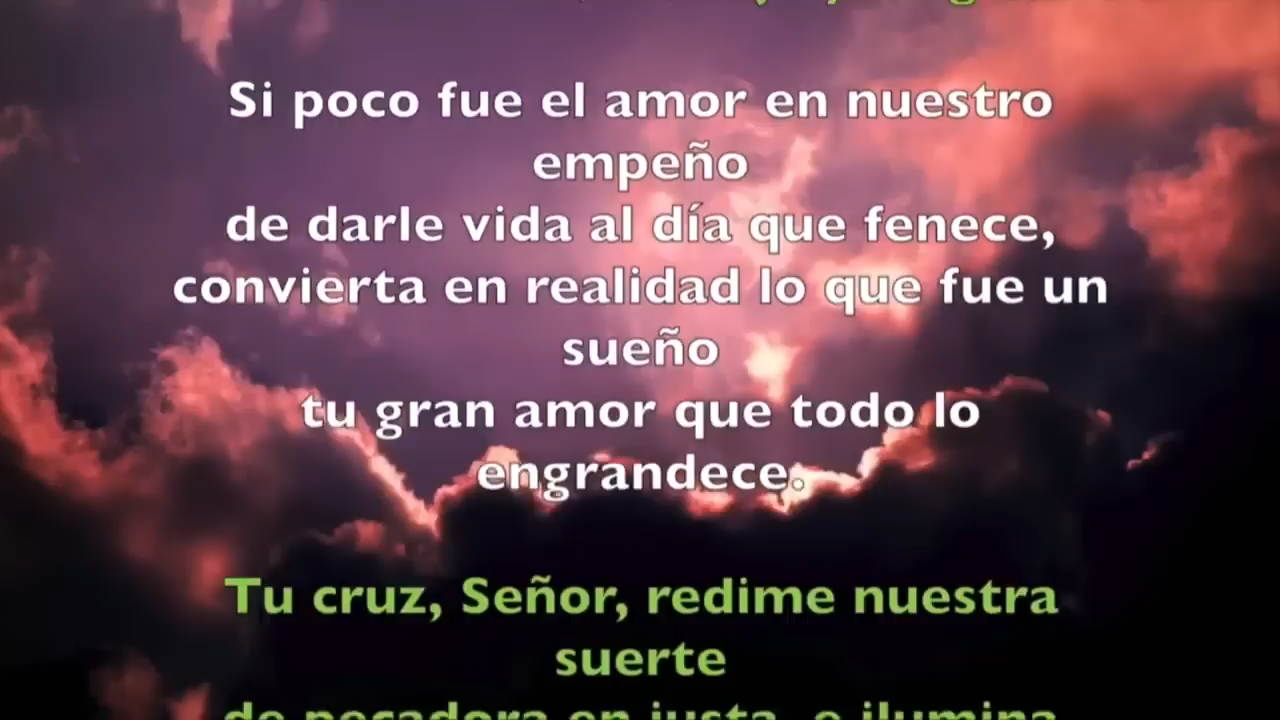 Si poco fue el amor en nuestro
empeño
de darle vida al día que fenece,
convierta en realidad lo que fue un
sueño
tu gran amor que todo lo
engrandece.
Tu cruz, Señor, redime nuestra
suerte
de pecadora en justa, e ilumina